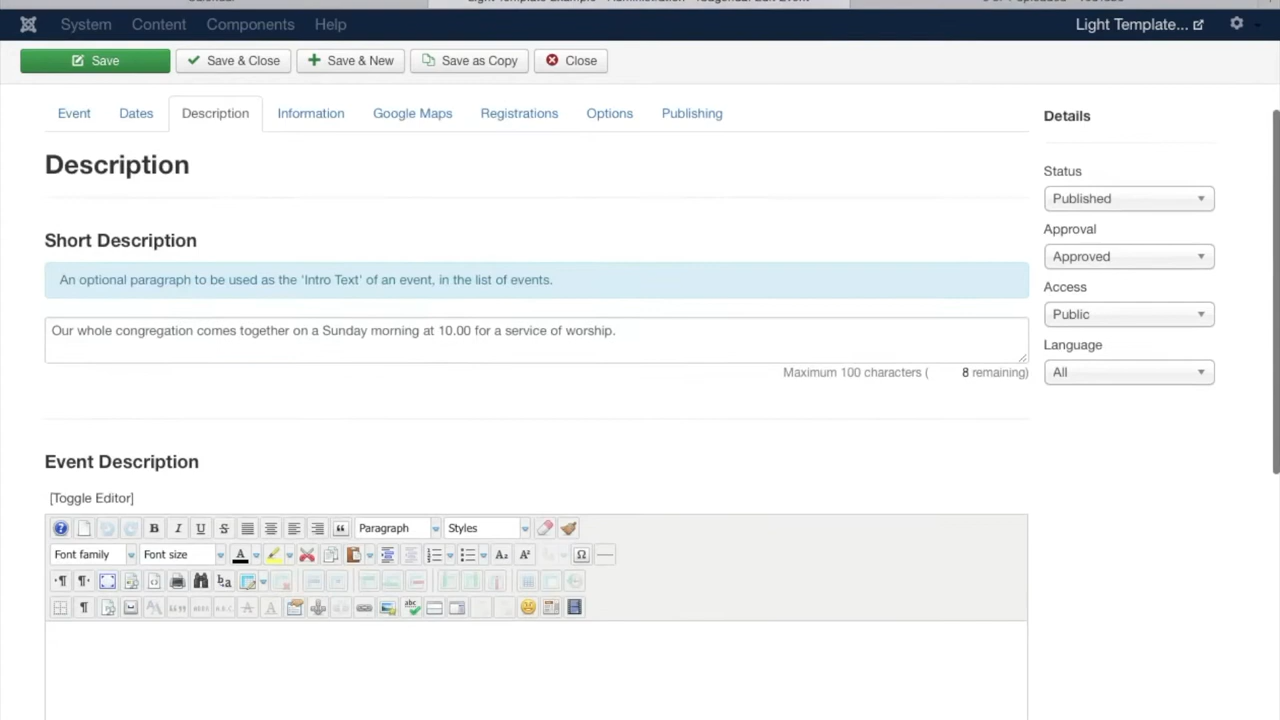 System Content Components Help Light Template...
Save Save & Close Save & New Save as Copy Close
Event Dates Description Information Google Maps Registrations Options Publishing
Details
Description
Status
Published
Short Description
Approval
An optional paragraph to be used as the 'Intro Text' of an event, in the list of events.
Approved
Access
Public
Our whole congregation comes together on a Sunday morning at 10.00 for a service of worship.
Language
Maximum 100 characters ( 8 remaining)
All
Event Description
[Toggle Editor]
Paragraph Styles
Font family Font size